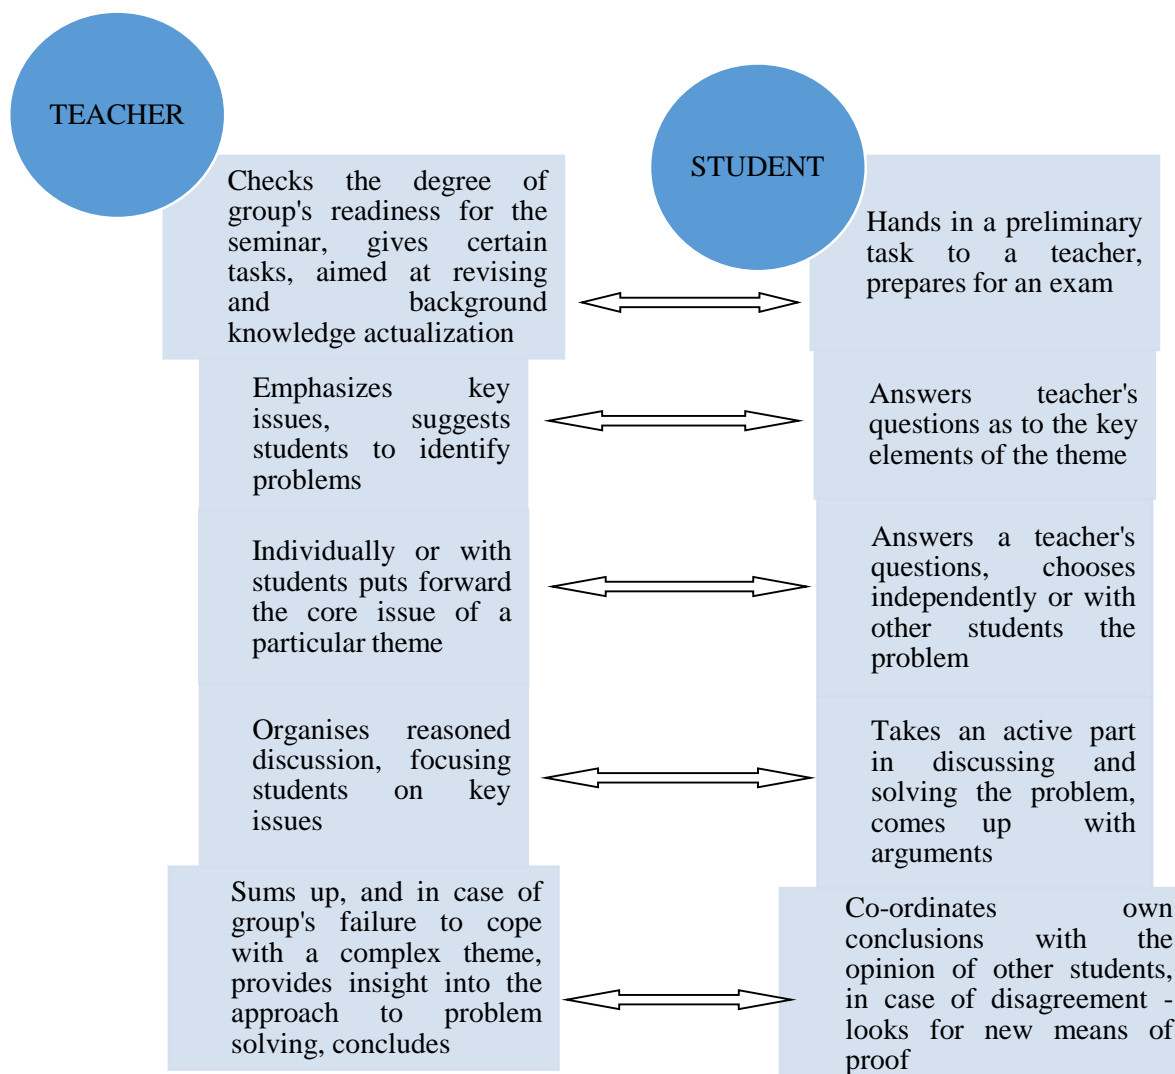 TEACHER
Checks the degree of
group's readiness for the
seminar, gives certain
tasks, aimed at revising
and background
knowledge actualization
Emphasizes key
issues, suggests
students to identify
problems
Individually or with
students puts forward
the core issue of a
particular theme
Organises reasoned
discussion, focusing
students on key
issues
Sums up, and in case of
group's failure to cope
with a complex theme,
provides insight into the
approach to problem
solving, concludes
STUDENT
Hands in a preliminary
task to a teacher,
prepares for an exam
Answers teacher's
questions as to the key
elements of the theme
Answers a teacher's
questions, chooses
independently or with
other students the
problem
Takes an active part
in discussing and
solving the problem,
comes up with
arguments
Co-ordinates own
conclusions with the
opinion of other students,
in case of disagreement -
looks for new means of
proof